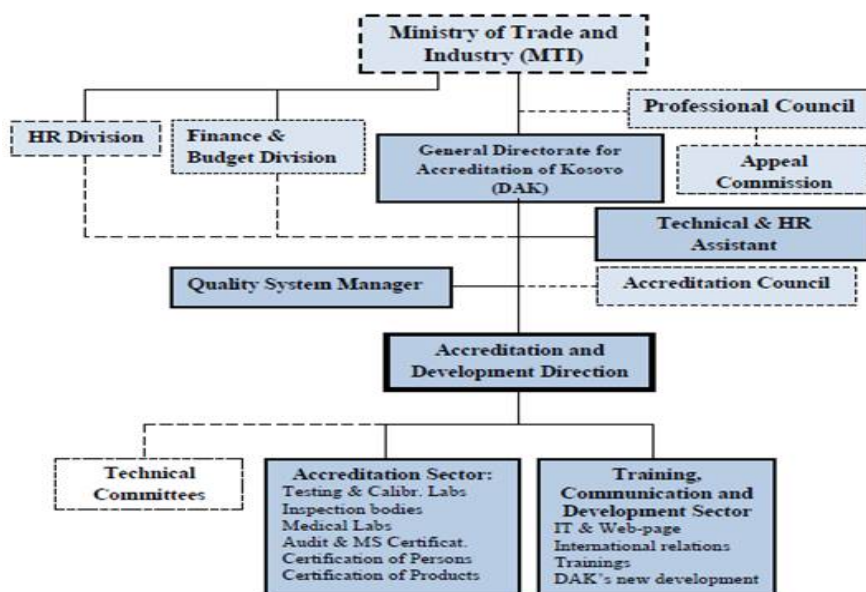 Ministry of Trade and
Industry (MTI)
Professional Council
HR Division
Finance &
Budget Division
General Directorate for
Accreditation of Kosovo
(DAK)
Appeal
Commission
Technical & HR
Assistant
Quality System Manager
Accreditation Council
Accreditation and
Development Direction
Technical
Committees
Accreditation Sector:
Testing & Calibr. Labs
Inspection bodies
Medical Labs
Audit & MS Certificat.
Certification of Persons
Certification of Products
Training,
Communication and
Development Sector
IT & Web-page
International relations
Trainings
DAK's new development